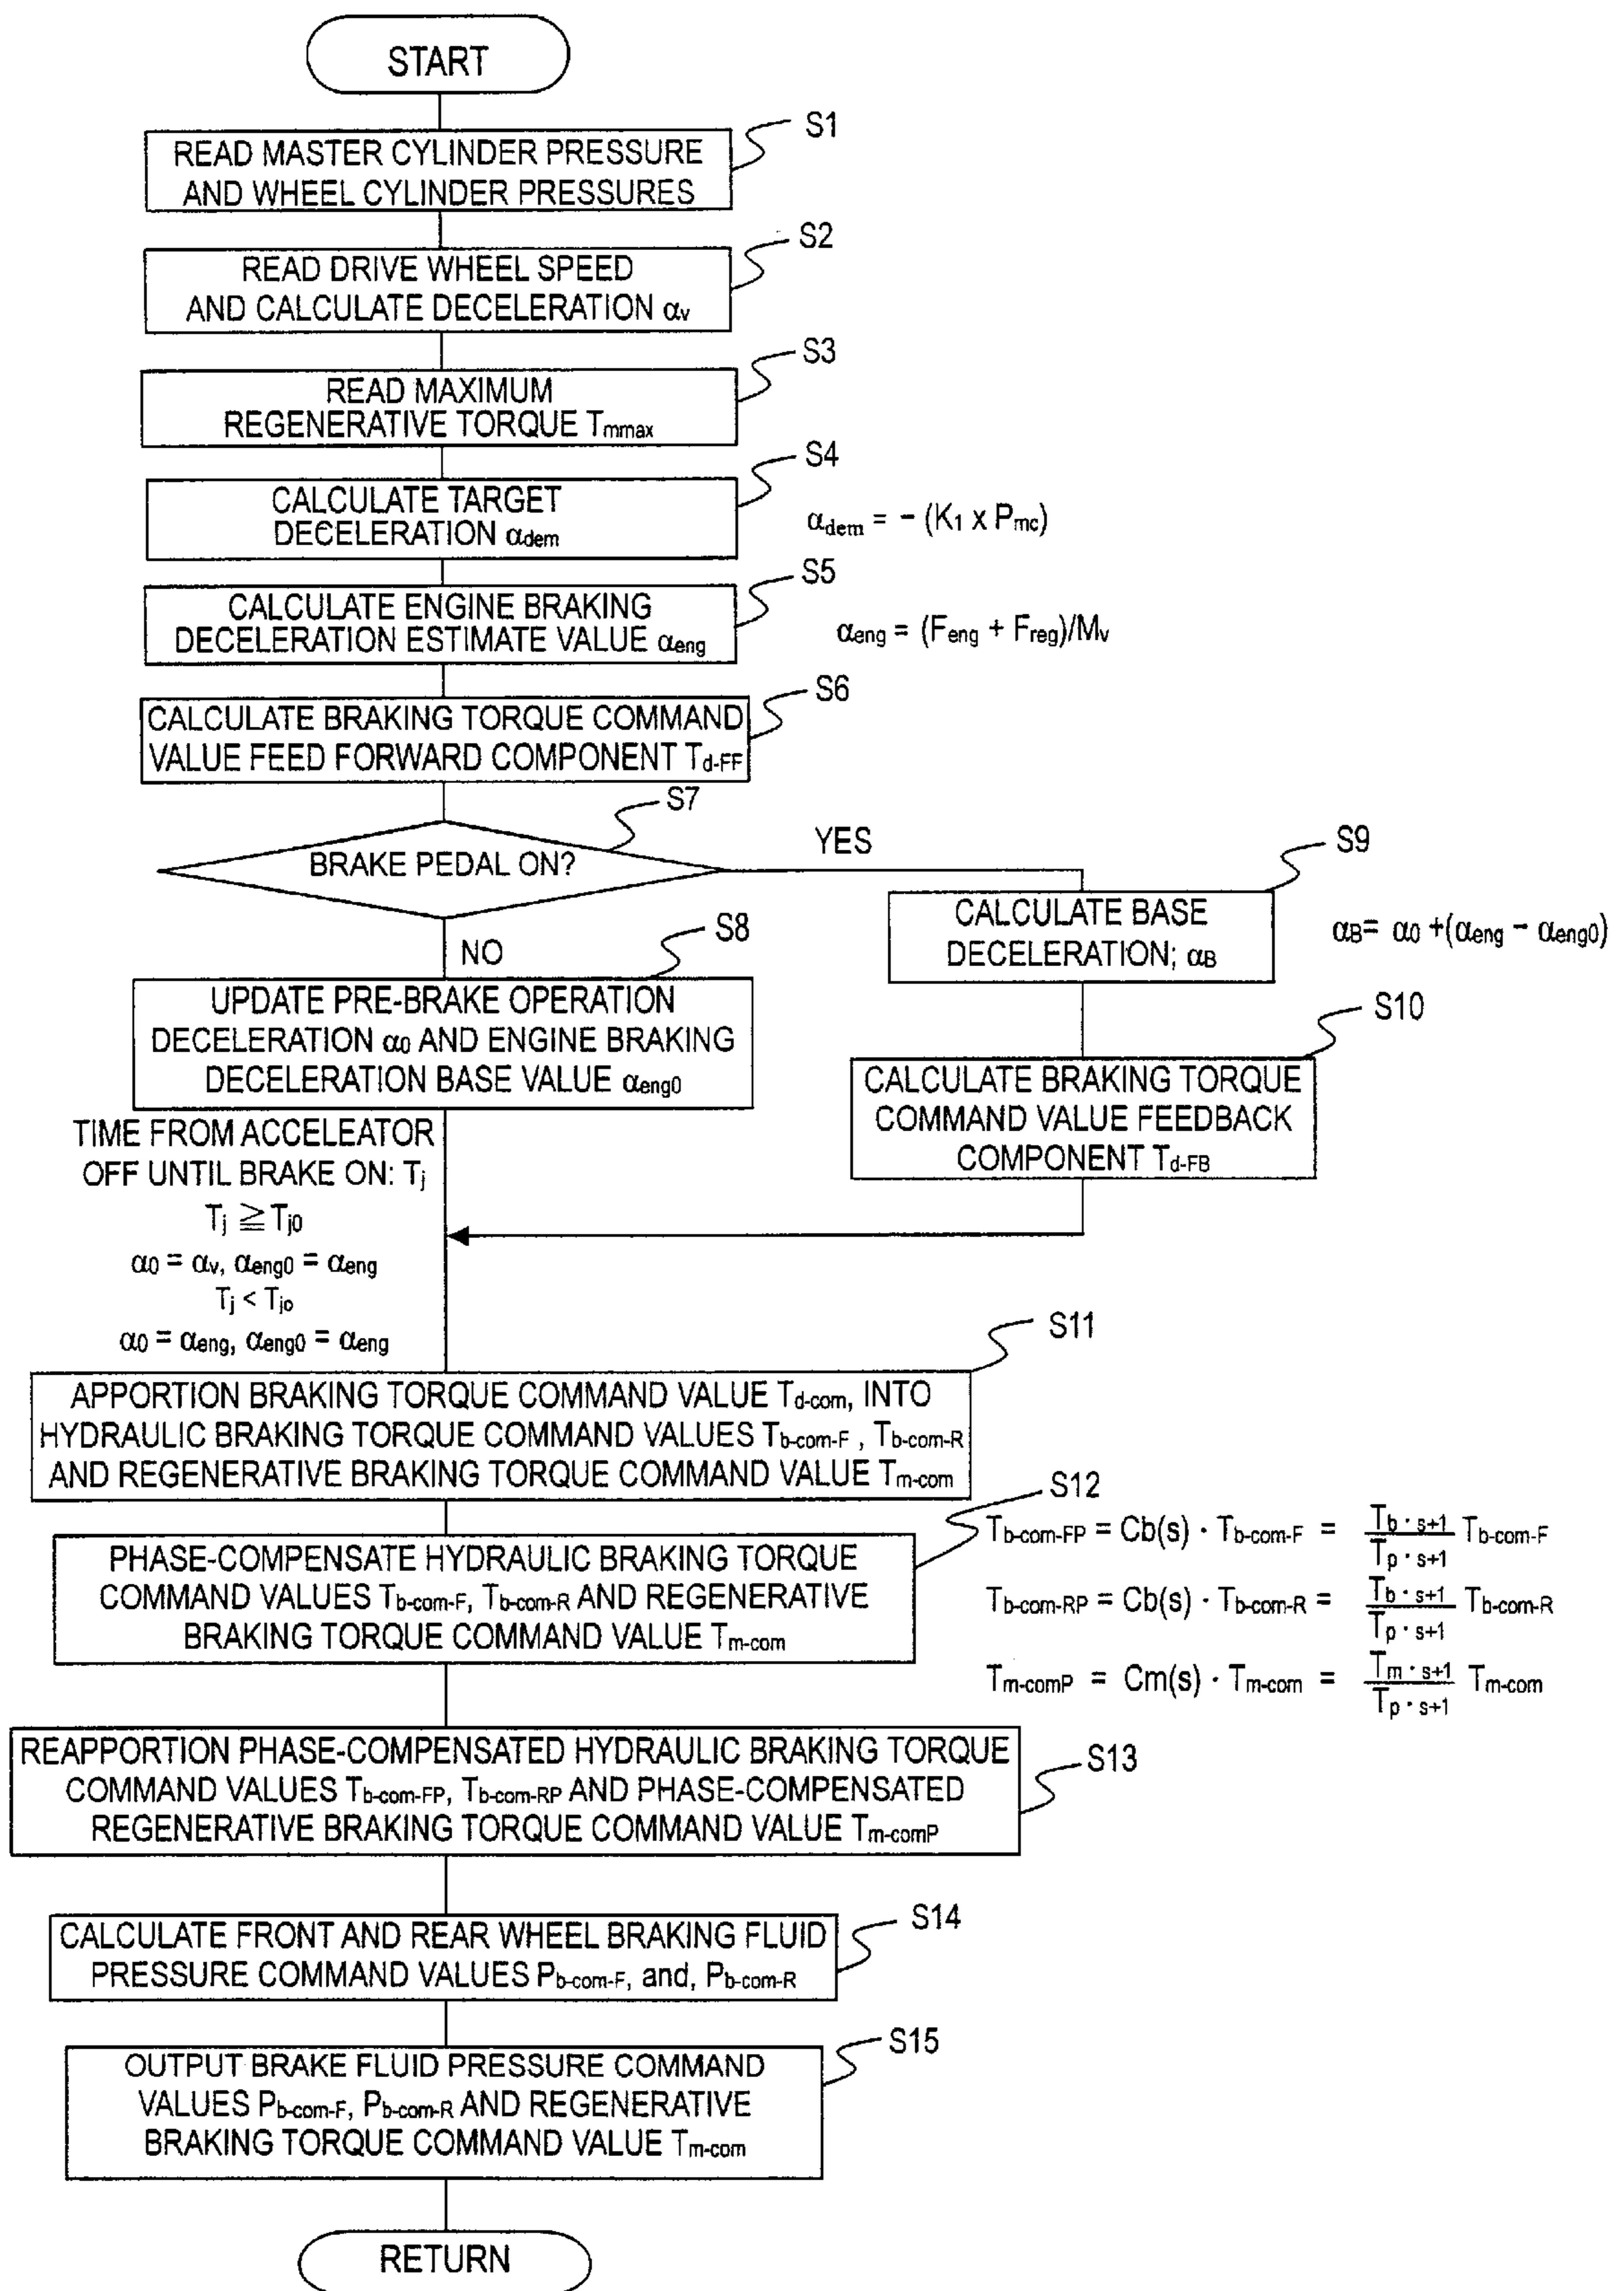 START
S1
READ MASTER CYLINDER PRESSURE
AND WHEEL CYLINDER PRESSURES
S2
READ DRIVE WHEEL SPEED
AND CALCULATE DECELERATION αv
S3
READ MAXIMUM
REGENERATIVE TORQUE Tmmax
S4
CALCULATE TARGET
DECELERATION αdem
αdem = - (K1 x Pmc)
S5
CALCULATE ENGINE BRAKING
DECELERATION ESTIMATE VALUE αeng
αeng = (Feng + Freg)/Mv
S6
CALCULATE BRAKING TORQUE COMMAND
VALUE FEED FORWARD COMPONENT Td-FF
S7
BRAKE PEDAL ON?
YES
NO
S9
CALCULATE BASE
DECELERATION; αB
αB= α0 +(αeng - αeng0)
S8
UPDATE PRE-BRAKE OPERATION
DECELERATION α0 AND ENGINE BRAKING
DECELERATION BASE VALUE αeng0
S10
CALCULATE BRAKING TORQUE
COMMAND VALUE FEEDBACK
COMPONENT Td-FB
TIME FROM ACCELEATOR
OFF UNTIL BRAKE ON: Tj
Tj ≧ Tj0
α0 = αv, αeng0 = αeng
Tj < Tjo
α0 = αeng, αeng0 = αeng
S11
APPORTION BRAKING TORQUE COMMAND VALUE Td-com, INTO
HYDRAULIC BRAKING TORQUE COMMAND VALUES Tb-com-F , Tb-com-R
AND REGENERATIVE BRAKING TORQUE COMMAND VALUE Tm-com
S12
PHASE-COMPENSATE HYDRAULIC BRAKING TORQUE
COMMAND VALUES Tb-com-F, Tb-com-R AND REGENERATIVE
BRAKING TORQUE COMMAND VALUE Tm-com
Tb-com-FP = Cb(s) · Tb-com-F = Tb · s+1 / Tp · s+1 Tb-com-F
Tb-com-RP = Cb(s) · Tb-com-R = Tb · s+1 / Tp · s+1 Tb-com-R
Tm-comP = Cm(s) · Tm-com = Tm · s+1 / Tp · s+1 Tm-com
S13
REAPPORTION PHASE-COMPENSATED HYDRAULIC BRAKING TORQUE
COMMAND VALUES Tb-com-FP, Tb-com-RP AND PHASE-COMPENSATED
REGENERATIVE BRAKING TORQUE COMMAND VALUE Tm-comP
S14
CALCULATE FRONT AND REAR WHEEL BRAKING FLUID
PRESSURE COMMAND VALUES Pb-com-F, and, Pb-com-R
S15
OUTPUT BRAKE FLUID PRESSURE COMMAND
VALUES Pb-com-F, Pb-com-R AND REGENERATIVE
BRAKING TORQUE COMMAND VALUE Tm-com
RETURN